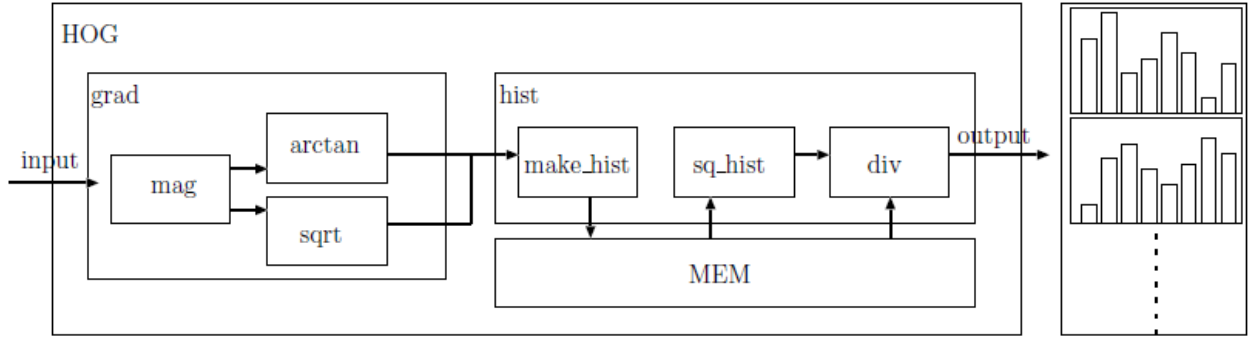 HOG
grad
hist
input
mag
arctan
sqrt
make_hist
sq_hist
div
output
MEM